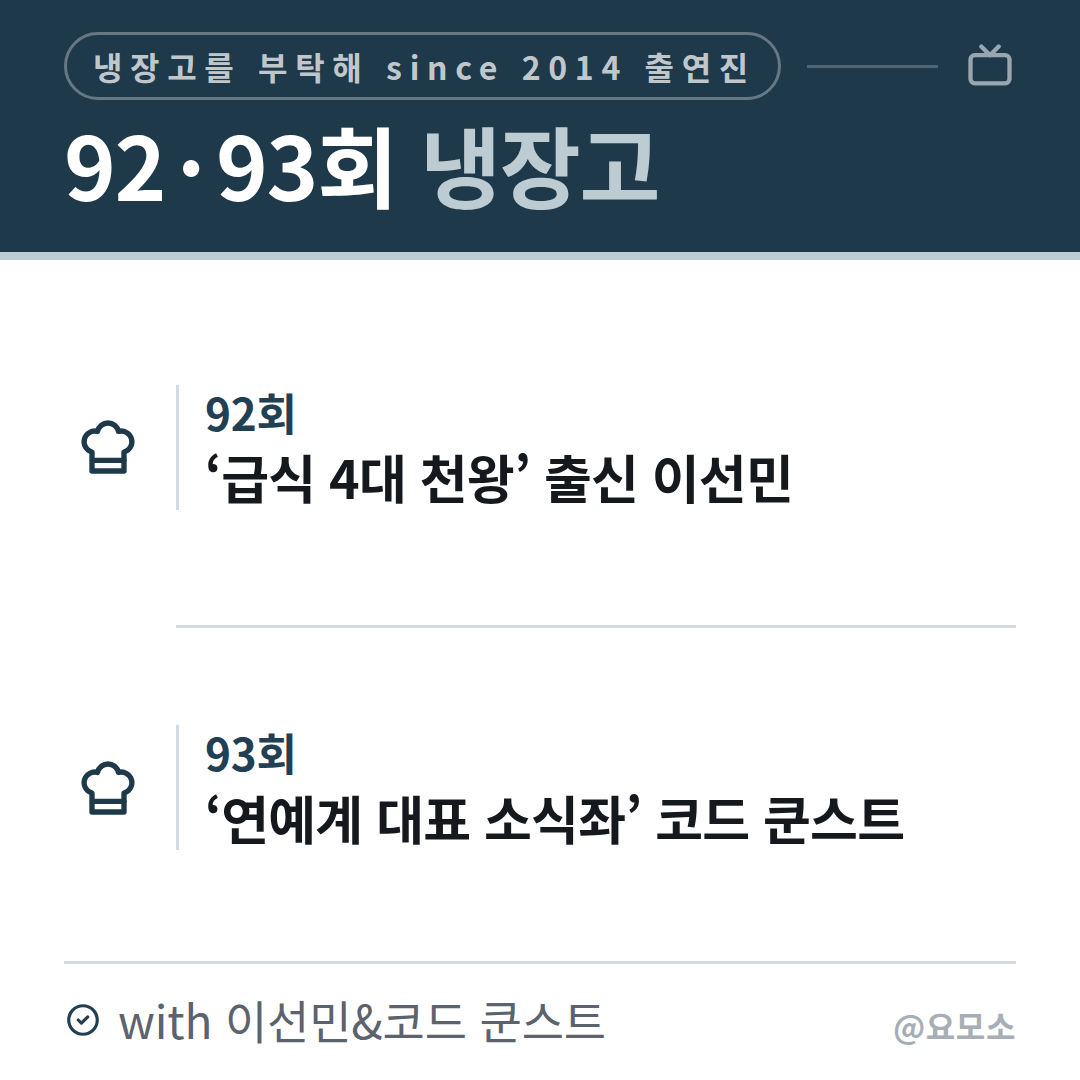 냉장고를 부탁해 since 2014 출연진
92·93회 냉장고
92회
‘급식 4대 천왕’ 출신 이선민
93회
‘연예계 대표 소식좌’ 코드 쿤스트
with 이선민&코드 쿤스트
@요모소